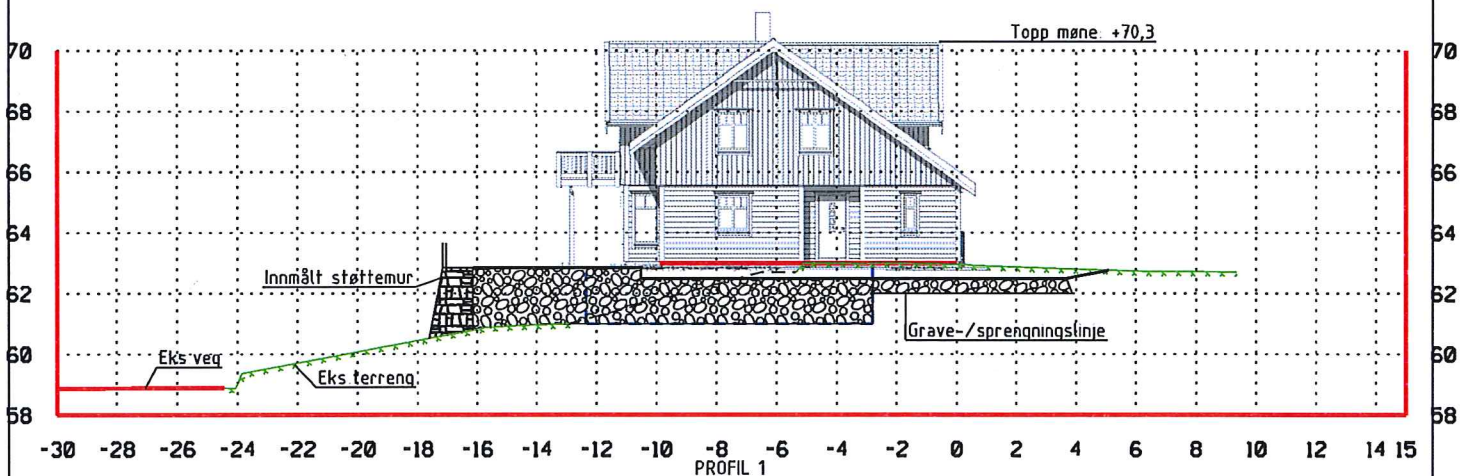 Topp møne: +70,3
70 70
68 68
66 66
64 64
Innmålt støttemur
62 62
Grave-/sprengningslinje
60 60
Eks veg
Eks terreng
58 58
-30 -28 -26 -24 -22 -20 -18 -16 -14 -12 -10 -8 -6 -4 -2 0 2 4 6 8 10 12 14 15
PROFIL 1